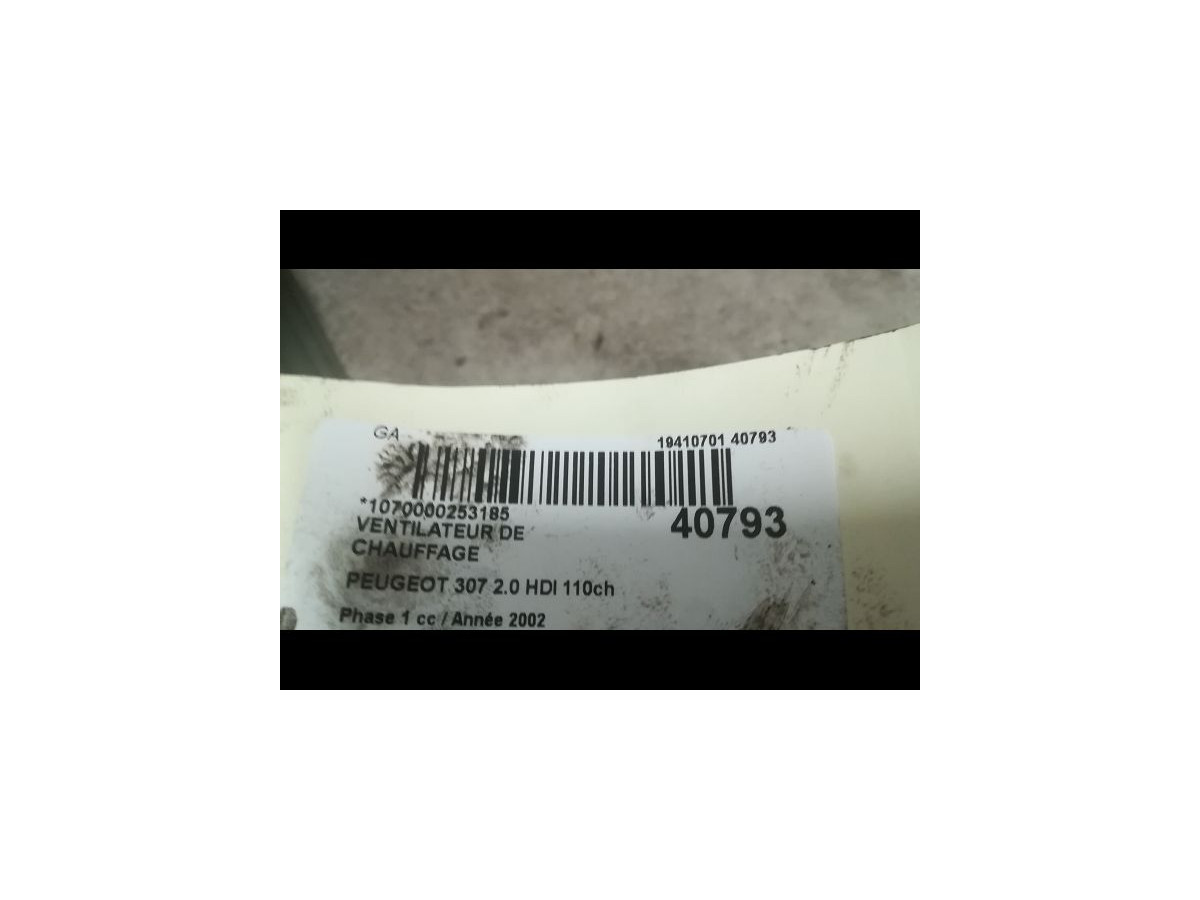 GA
19410701 40793
*1070000253185
40793
VENTILATEUR DE
CHAUFFAGE
PEUGEOT 307 2.0 HDI 110ch
Phase 1 cc / Année 2002